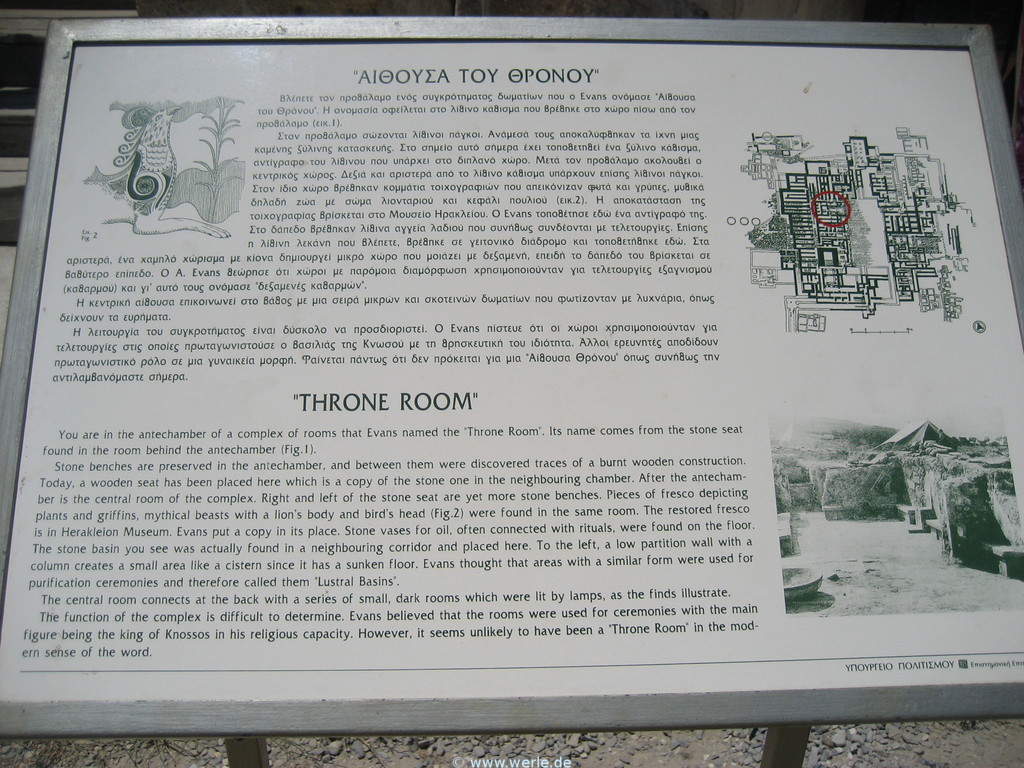 "ΑΙΘΟΥΣΑ ΤΟΥ ΘΡΟΝΟΥ"
Βλέπετε τον προθάλαμο ενός συγκροτήματος δωματίων που ο Evans ονόμασε "Αίθουσα
του Θρόνου". Η ονομασία οφείλεται στο λίθινο κάθισμα που βρέθηκε στο χώρο πίσω από τον
προθάλαμο (εικ.1).
Στον προθάλαμο σώζονται λίθινοι πάγκοι. Ανάμεσά τους αποκαλύφθηκαν τα ίχνη μιας
καμένης ξύλινης κατασκευής. Στο σημείο αυτό σήμερα έχει τοποθετηθεί ένα ξύλινο κάθισμα,
αντίγραφο του λίθινου που υπάρχει στο διπλανό χώρο. Μετά τον προθάλαμο ακολουθεί ο
κεντρικός χώρος. Δεξιά και αριστερά από το λίθινο κάθισμα υπάρχουν επίσης λίθινοι πάγκοι.
Στον ίδιο χώρο βρέθηκαν κομμάτια τοιχογραφιών που απεικόνιζαν φυτά και γρύπες, μυθικά
δηλαδή ζώα με σώμα λιονταριού και κεφάλι πουλιού (εικ.2). Η αποκατάσταση της
τοιχογραφίας βρίσκεται στο Μουσείο Ηρακλείου. Ο Evans τοποθέτησε εδώ ένα αντίγραφό της.
Στο δάπεδο βρέθηκαν λίθινα αγγεία λαδιού που συνήθως συνδέονται με τελετουργίες. Επίσης
η λίθινη λεκάνη που βλέπετε, βρέθηκε σε γειτονικό διάδρομο και τοποθετήθηκε εδώ. Στα
αριστερά, ένα χαμηλό χώρισμα με κίονα δημιουργεί μικρό χώρο που μοιάζει με δεξαμενή, επειδή το δάπεδό του βρίσκεται σε
βαθύτερο επίπεδο. Ο Α. Evans θεώρησε ότι χώροι με παρόμοια διαμόρφωση χρησιμοποιούνταν για τελετουργίες εξαγνισμού
(καθαρμού) και γι' αυτό τους ονόμασε "δεξαμενές καθαρμών".
Η κεντρική αίθουσα επικοινωνεί στο βάθος με μια σειρά μικρών και σκοτεινών δωματίων που φωτίζονταν με λυχνάρια, όπως
δείχνουν τα ευρήματα.
Η λειτουργία του συγκροτήματος είναι δύσκολο να προσδιοριστεί. Ο Evans πίστευε ότι οι χώροι χρησιμοποιούνταν για
τελετουργίες στις οποίες πρωταγωνιστούσε ο βασιλιάς της Κνωσού με τη θρησκευτική του ιδιότητα. Άλλοι ερευνητές αποδίδουν
πρωταγωνιστικό ρόλο σε μια γυναικεία μορφή. Φαίνεται πάντως ότι δεν πρόκειται για μια "Αίθουσα Θρόνου" όπως συνήθως την
αντιλαμβανόμαστε σήμερα.
Εικ. 2
Fig. 2
"THRONE ROOM"
You are in the antechamber of a complex of rooms that Evans named the "Throne Room". Its name comes from the stone seat
found in the room behind the antechamber (Fig.1).
Stone benches are preserved in the antechamber, and between them were discovered traces of a burnt wooden construction.
Today, a wooden seat has been placed here which is a copy of the stone one in the neighbouring chamber. After the antecham-
ber is the central room of the complex. Right and left of the stone seat are yet more stone benches. Pieces of fresco depicting
plants and griffins, mythical beasts with a lion's body and bird's head (Fig.2) were found in the same room. The restored fresco
is in Herakleion Museum. Evans put a copy in its place. Stone vases for oil, often connected with rituals, were found on the floor.
The stone basin you see was actually found in a neighbouring corridor and placed here. To the left, a low partition wall with a
column creates a small area like a cistern since it has a sunken floor. Evans thought that areas with a similar form were used for
purification ceremonies and therefore called them "Lustral Basins".
The central room connects at the back with a series of small, dark rooms which were lit by lamps, as the finds illustrate.
The function of the complex is difficult to determine. Evans believed that the rooms were used for ceremonies with the main
figure being the king of Knossos in his religious capacity. However, it seems unlikely to have been a "Throne Room" in the mod-
ern sense of the word.
ΥΠΟΥΡΓΕΙΟ ΠΟΛΙΤΙΣΜΟΥ Επιστημονική
© www.werle.de